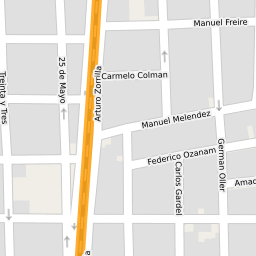 Manuel Freire
Carmelo Colman
25 de Mayo
Arturo Zorrilla
Treinta y Tres
Manuel Melendez
Federico Ozanam
German Oller
Carlos Gardel
Amac
a